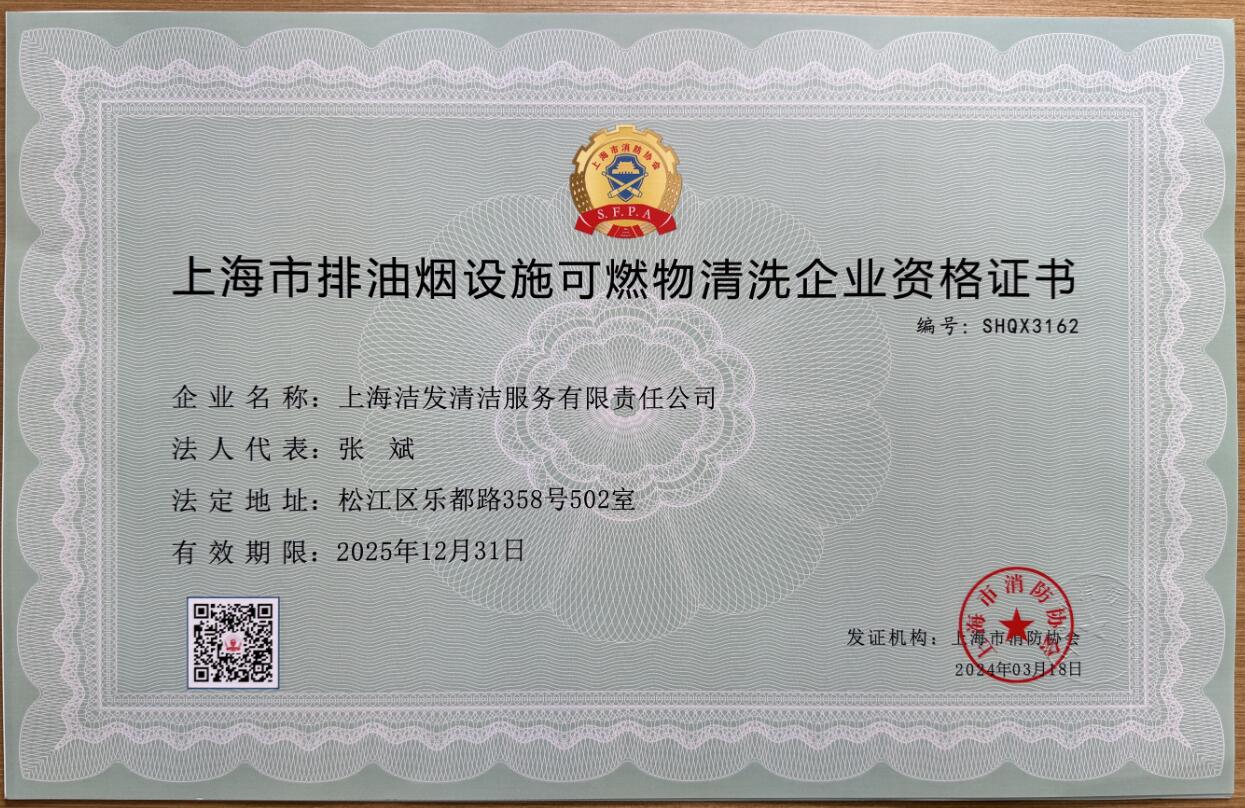 上海市消防协会
S.F.P.A
上海市排油烟设施可燃物清洗企业资格证书
编号：SHQX3162
企业名称：上海洁发清洁服务有限责任公司
法人代表：张 斌
法定地址：松江区乐都路358号502室
有效期限：2025年12月31日
上海市消防协会
发证机构：上海市消防协会
2024年03月18日